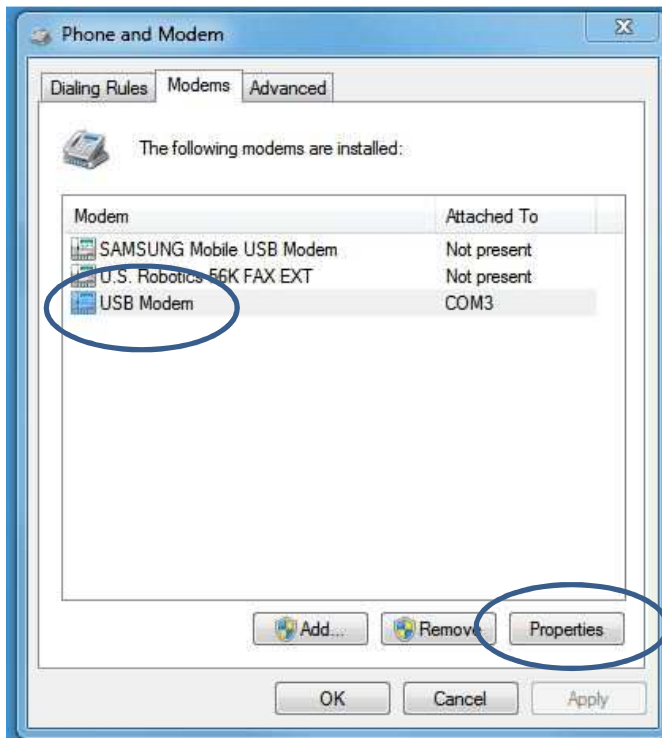 Phone and Modem
Dialing Rules Modems Advanced
The following modems are installed:
Modem Attached To
SAMSUNG Mobile USB Modem Not present
U.S. Robotics 56K FAX EXT Not present
USB Modem COM3
Add... Remove Properties
OK Cancel Apply